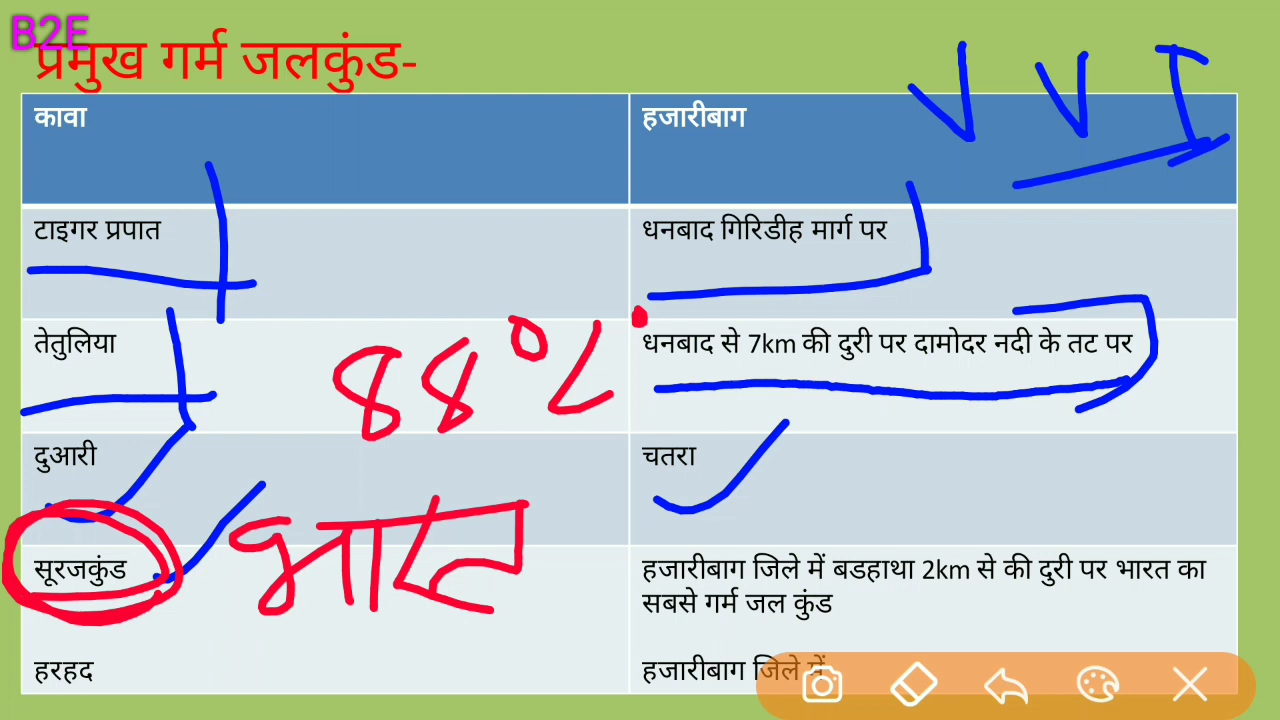 B2E
प्रमुख गर्म जलकुंड-
VVI
कावा हजारीबाग
टाइगर प्रपात धनबाद गिरिडीह मार्ग पर
तेतुलिया 88°C धनबाद से 7km की दुरी पर दामोदर नदी के तट पर
दुआरी चतरा
सूरजकुंड भारत हजारीबाग जिले में बडहाथा 2km से की दुरी पर भारत का
सबसे गर्म जल कुंड
हरहद हजारीबाग जिले में